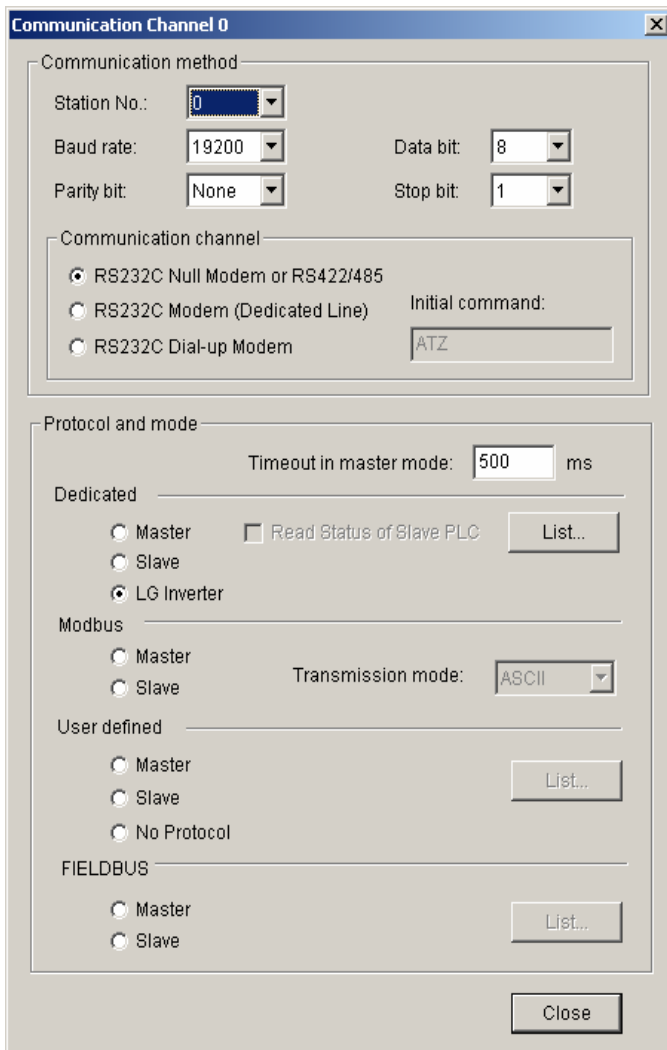 Communication Channel 0
Communication method
Station No.: 0
Baud rate: 19200 Data bit: 8
Parity bit: None Stop bit: 1
Communication channel
RS232C Null Modem or RS422/485
RS232C Modem (Dedicated Line) Initial command:
RS232C Dial-up Modem ATZ
Protocol and mode
Timeout in master mode: 500 ms
Dedicated
Master Read Status of Slave PLC List...
Slave
LG Inverter
Modbus
Master
Slave Transmission mode: ASCII
User defined
Master
List...
Slave
No Protocol
FIELDBUS
Master
List...
Slave
Close